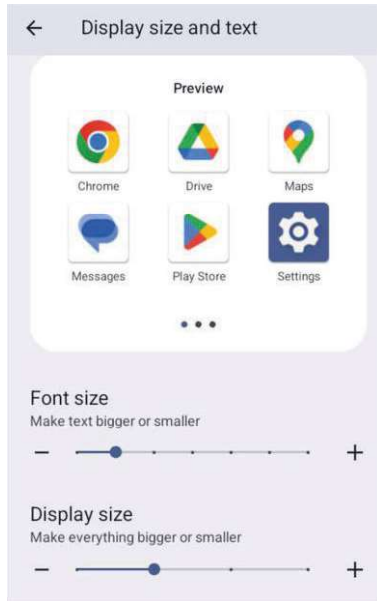 Display size and text
Preview
Chrome Drive Maps
Messages Play Store Settings
Font size
Make text bigger or smaller
Display size
Make everything bigger or smaller